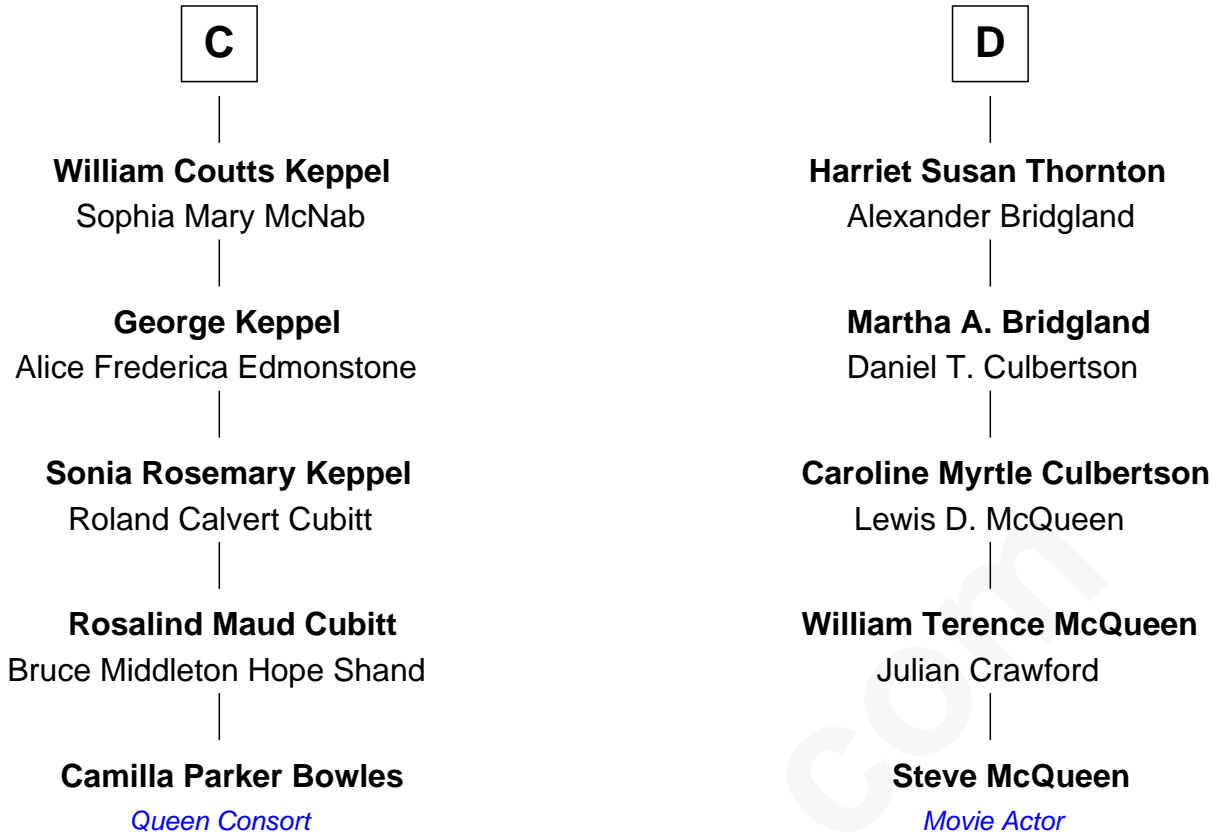 C
William Coutts Keppel
Sophia Mary McNab
George Keppel
Alice Frederica Edmonstone
Sonia Rosemary Keppel
Roland Calvert Cubitt
Rosalind Maud Cubitt
Bruce Middleton Hope Shand
Camilla Parker Bowles
Queen Consort
D
Harriet Susan Thornton
Alexander Bridgland
Martha A. Bridgland
Daniel T. Culbertson
Caroline Myrtle Culbertson
Lewis D. McQueen
William Terence McQueen
Julian Crawford
Steve McQueen
Movie Actor
com